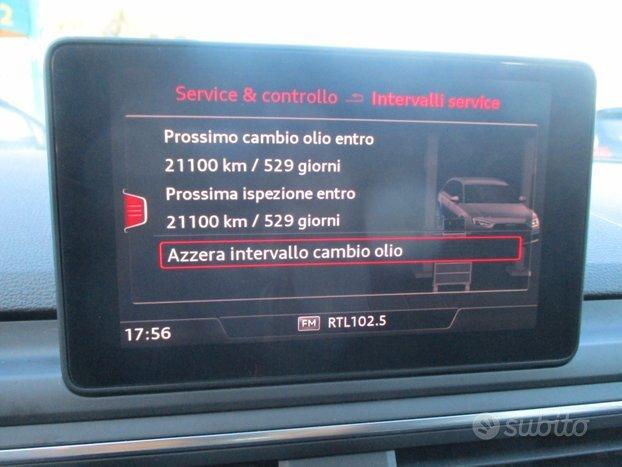 2
Service & controllo Intervalli service
Prossimo cambio olio entro
21100 km / 529 giorni
Prossima ispezione entro
21100 km / 529 giorni
Azzera intervallo cambio olio
FM RTL102.5
17:56
subito